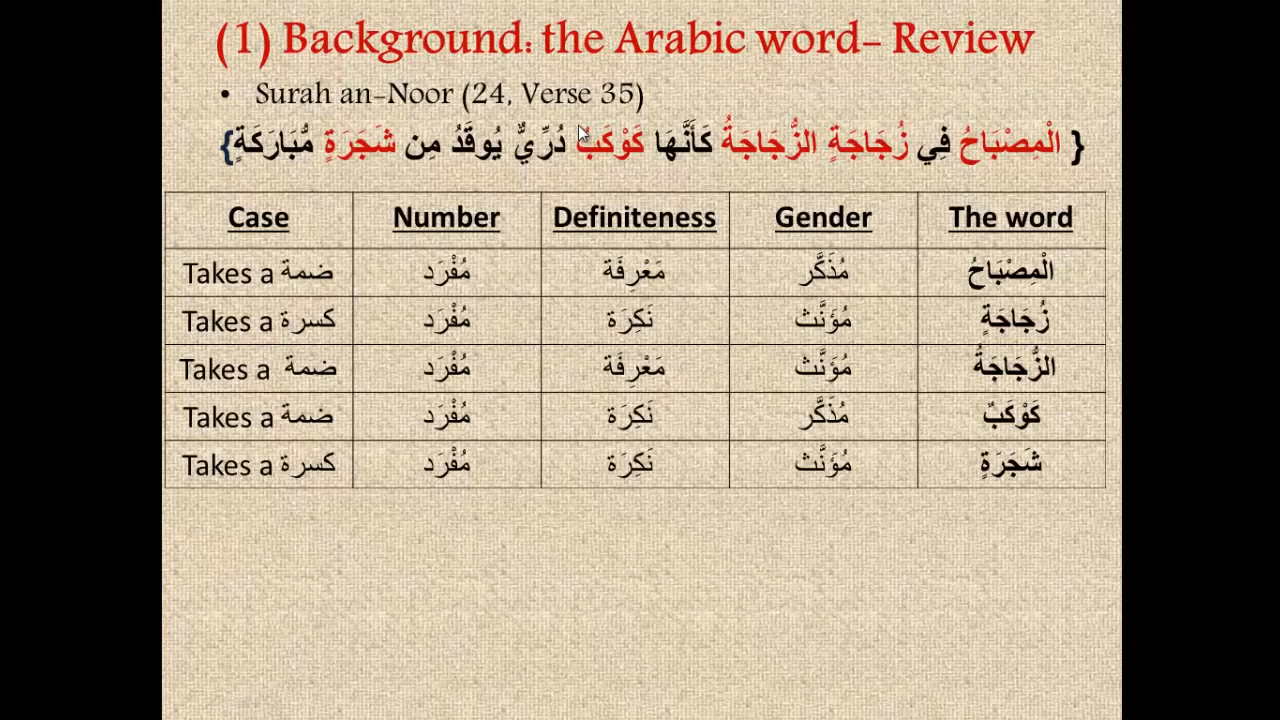 (1) Background: the Arabic word- Review
• Surah an-Noor (24, Verse 35)
{ الْمِصْبَاحُ فِي زُجَاجَةٍ الزُّجَاجَةُ كَأَنَّهَا كَوْكَبٌ دُرِّيٌّ يُوقَدُ مِن شَجَرَةٍ مُّبَارَكَةٍ}
Case Number Definiteness Gender The word
Takes a ضمة مُفْرَد مَعْرِفَة مُذَكَّر الْمِصْبَاحُ
Takes a كسرة مُفْرَد نَكِرَة مُؤَنَّث زُجَاجَةٍ
Takes a ضمة مُفْرَد مَعْرِفَة مُؤَنَّث الزُّجَاجَةُ
Takes a ضمة مُفْرَد نَكِرَة مُذَكَّر كَوْكَبٌ
Takes a كسرة مُفْرَد نَكِرَة مُؤَنَّث شَجَرَةٍ